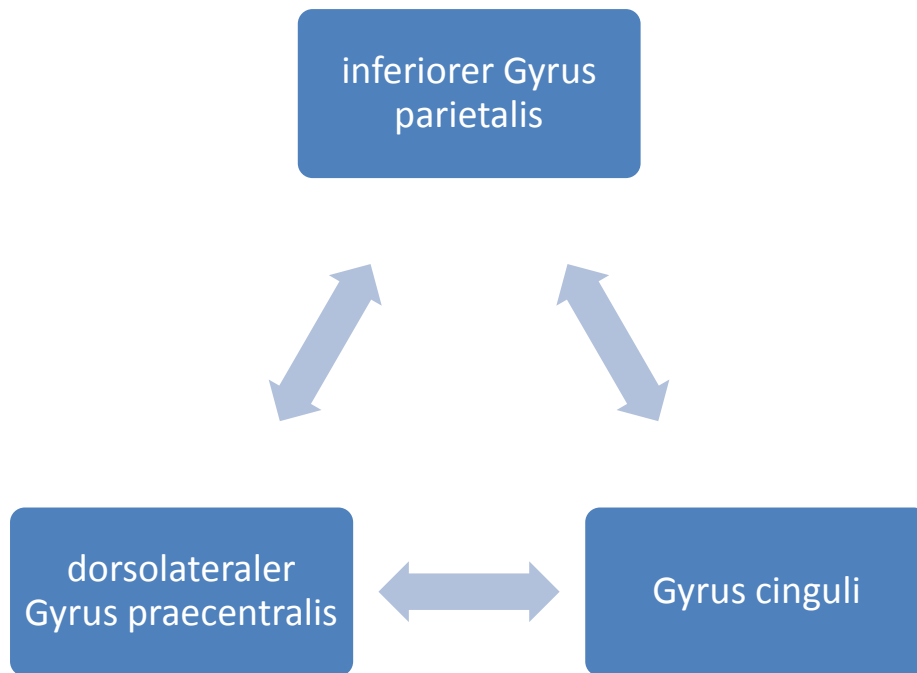 inferiorer Gyrus
parietalis
dorsolateraler
Gyrus praecentralis
Gyrus cinguli